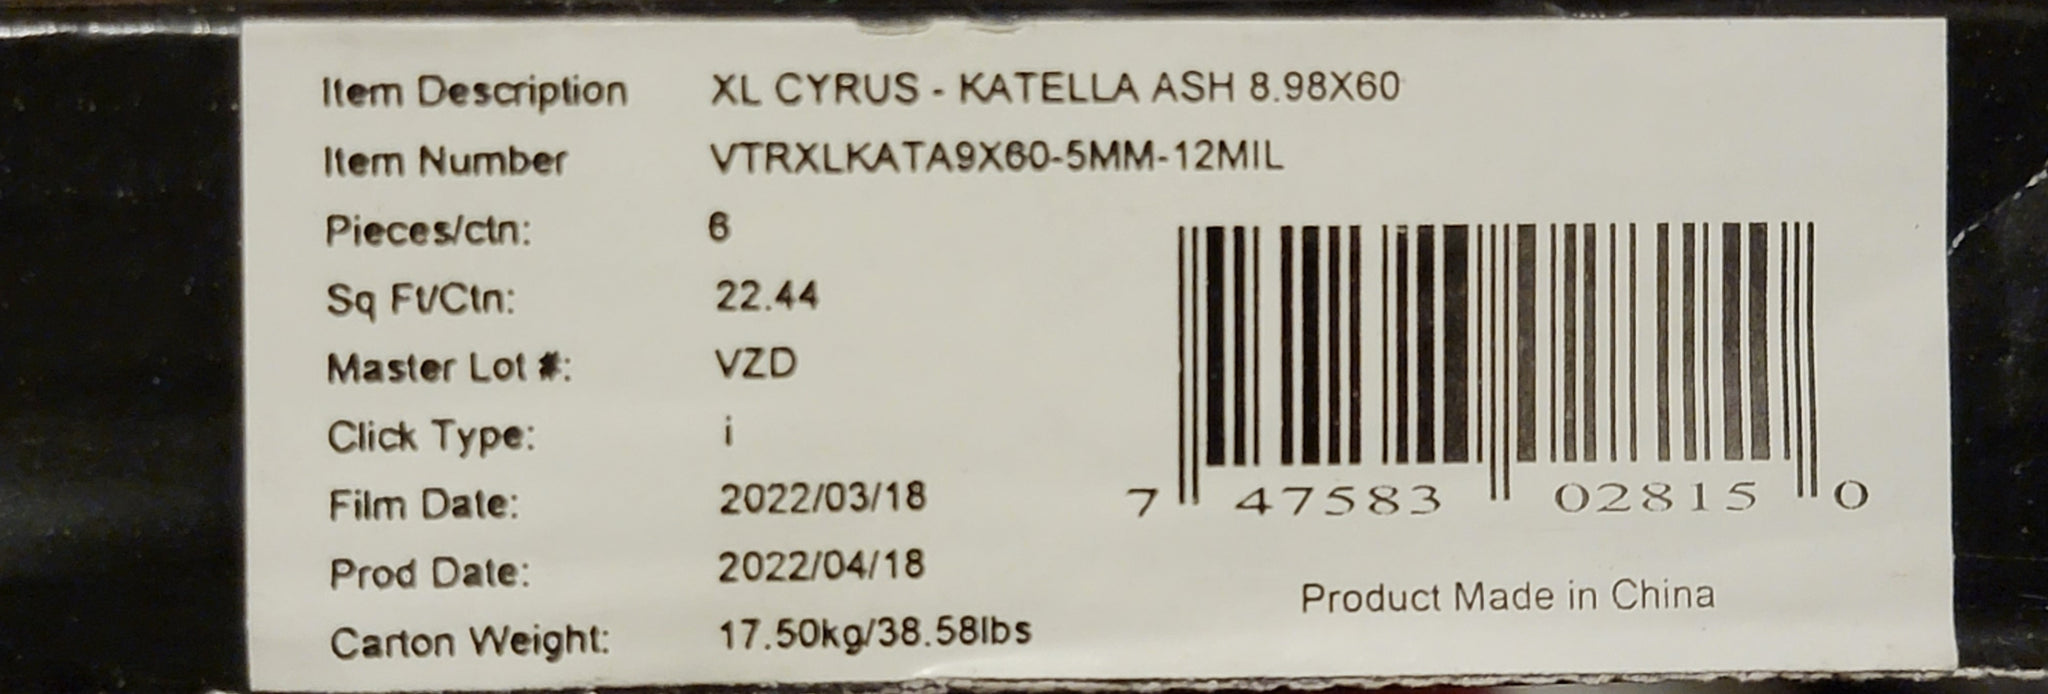 Item Description XL CYRUS - KATELLA ASH 8.98X60
Item Number VTRXLKATA9X60-5MM-12MIL
Pieces/ctn: 6
Sq Ft/Ctn: 22.44
Master Lot #: VZD
Click Type: i
Film Date: 2022/03/18
Prod Date: 2022/04/18
Carton Weight: 17.50kg/38.58lbs
7 47583 02815 0
Product Made in China